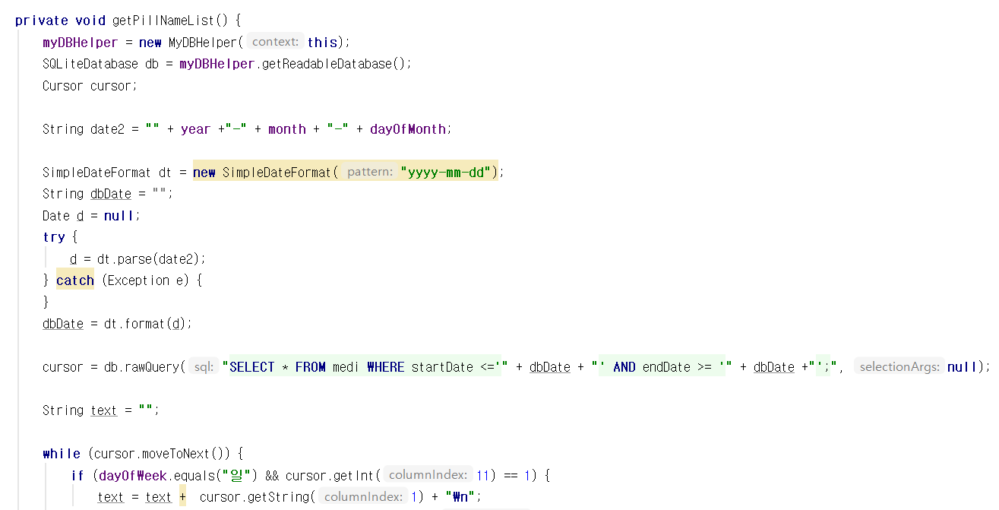 private void getPillNameList() {
myDBHelper = new MyDBHelper( context: this);
SQLiteDatabase db = myDBHelper.getReadableDatabase();
Cursor cursor;
String date2 = "" + year +"-" + month + "-" + dayOfMonth;
SimpleDateFormat dt = new SimpleDateFormat( pattern: "yyyy-mm-dd");
String dbDate = "";
Date d = null;
try {
d = dt.parse(date2);
} catch (Exception e) {
}
dbDate = dt.format(d);
cursor = db.rawQuery( sql: "SELECT * FROM medi WHERE startDate <='" + dbDate + "' AND endDate >= '" + dbDate +"';", selectionArgs: null);
String text = "";
while (cursor.moveToNext()) {
if (dayOfWeek.equals("일") && cursor.getInt( columnIndex: 11) == 1) {
text = text + cursor.getString( columnIndex: 1) + "₩n";